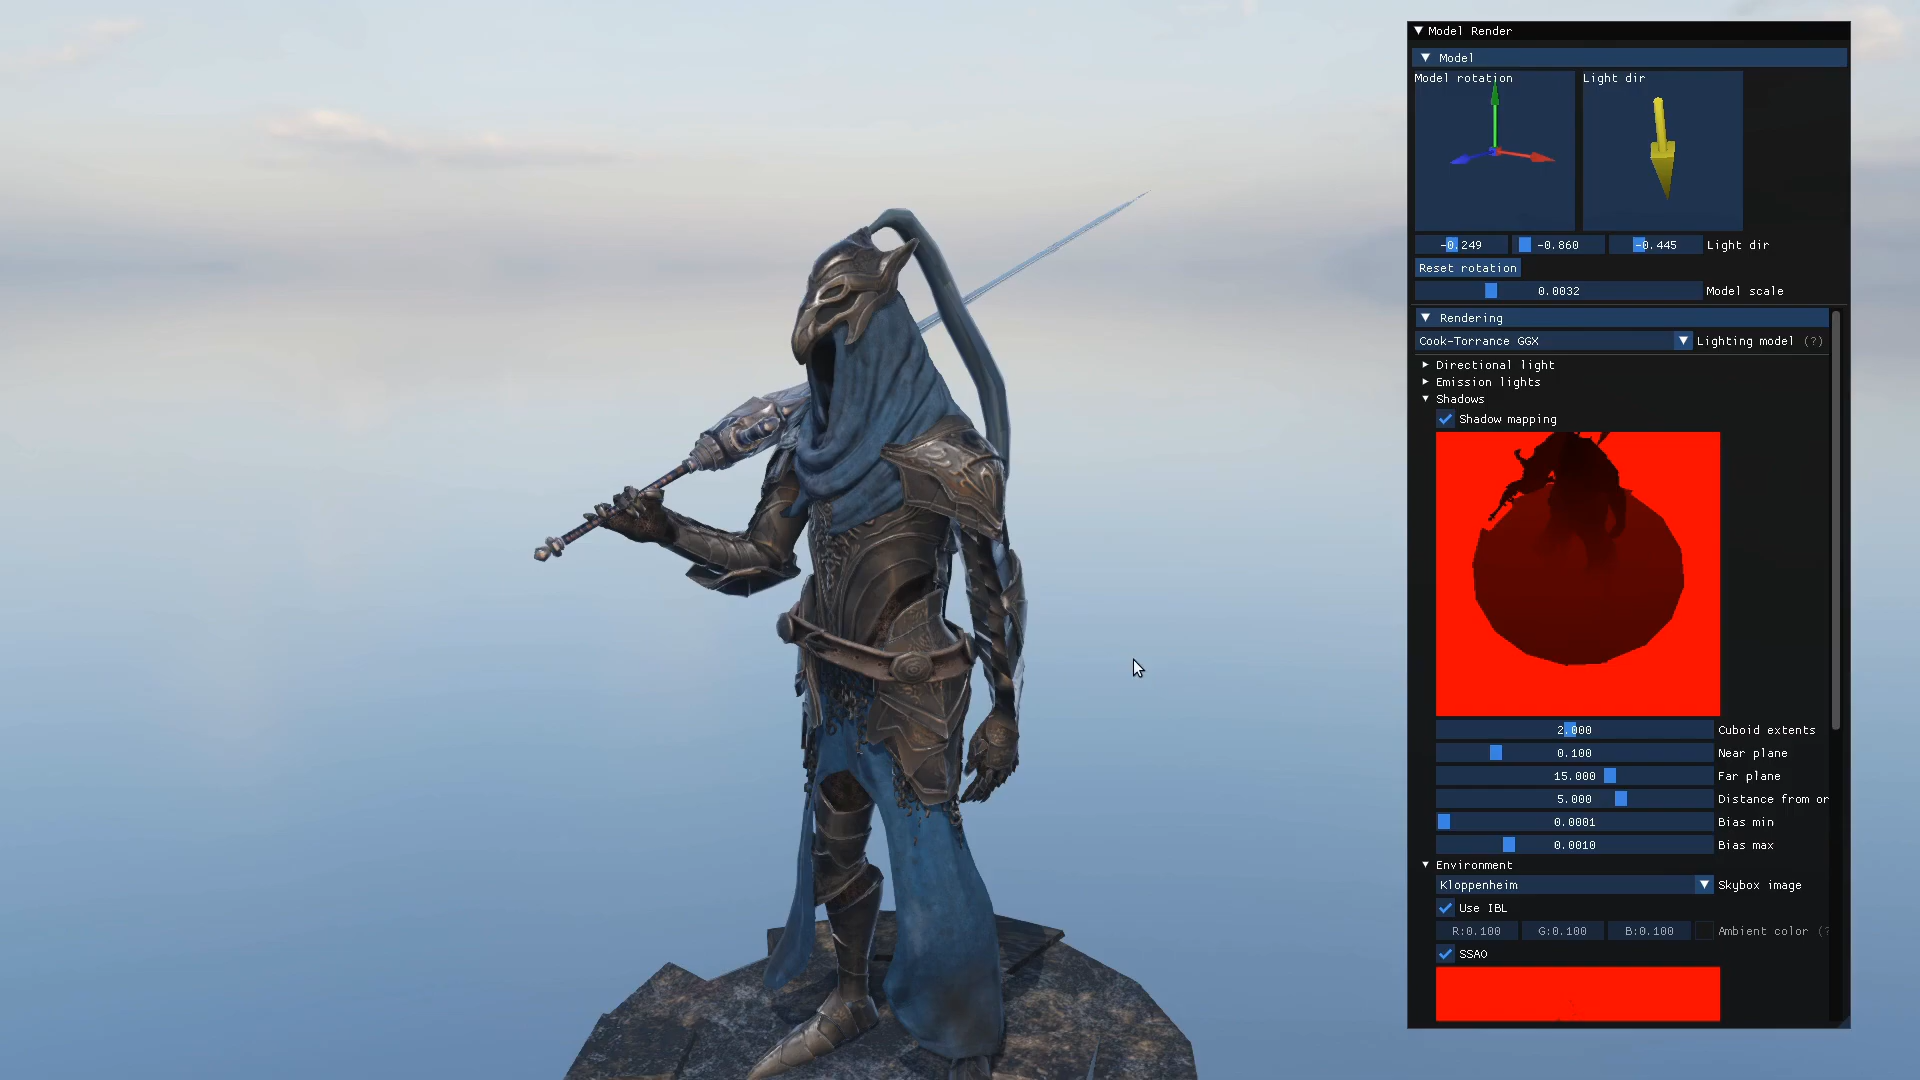 Model Render
Model
Model rotation Light dir
-0.249 -0.860 -0.445 Light dir
Reset rotation
0.0032 Model scale
Rendering
Cook-Torrance GGX Lighting model (?)
Directional light
Emission lights
Shadows
Shadow mapping
2.000 Cuboid extents
0.100 Near plane
15.000 Far plane
5.000 Distance from or
0.0001 Bias min
0.0010 Bias max
Environment
Kloppenheim Skybox image
Use IBL
R:0.100 G:0.100 B:0.100 Ambient color (?
SSAO